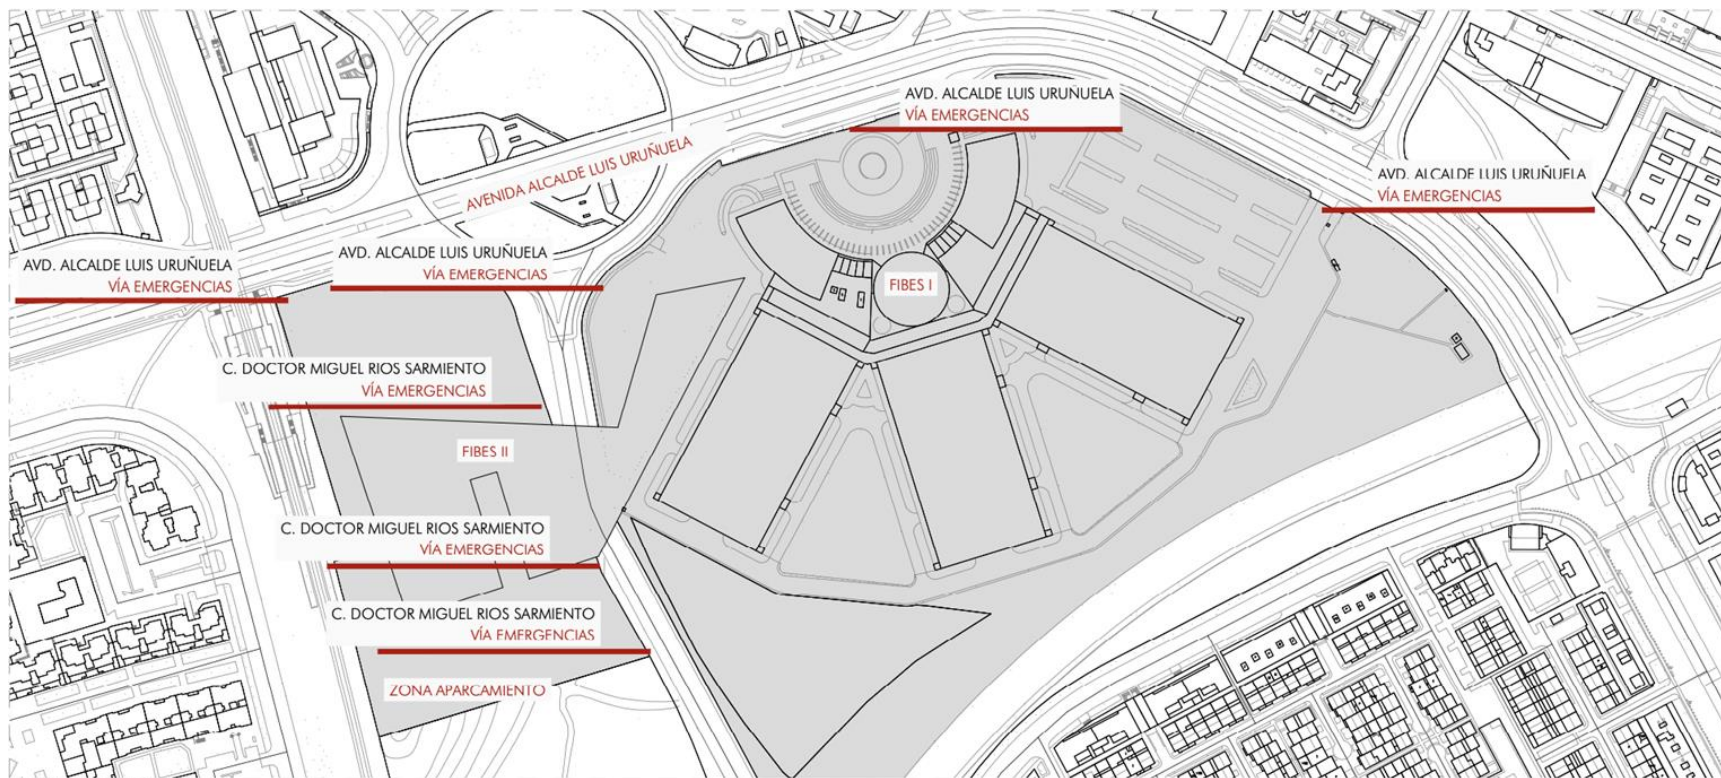 AVD. ALCALDE LUIS URUÑUELA
VÍA EMERGENCIAS
AVENIDA ALCALDE LUIS URUÑUELA
AVD. ALCALDE LUIS URUÑUELA
VÍA EMERGENCIAS
AVD. ALCALDE LUIS URUÑUELA
VÍA EMERGENCIAS
AVD. ALCALDE LUIS URUÑUELA
VÍA EMERGENCIAS
FIBES I
C. DOCTOR MIGUEL RIOS SARMIENTO
VÍA EMERGENCIAS
FIBES II
C. DOCTOR MIGUEL RIOS SARMIENTO
VÍA EMERGENCIAS
C. DOCTOR MIGUEL RIOS SARMIENTO
VÍA EMERGENCIAS
ZONA APARCAMIENTO